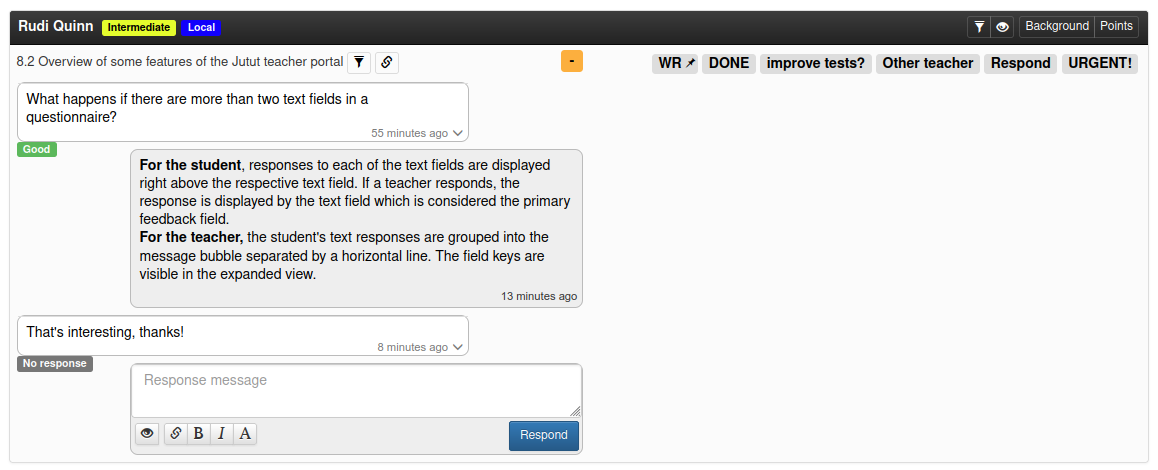 Rudi Quinn Intermediate Local Background Points
8.2 Overview of some features of the Jutut teacher portal - WR DONE improve tests? Other teacher Respond URGENT!
What happens if there are more than two text fields in a
questionnaire?
55 minutes ago
Good
For the student, responses to each of the text fields are displayed
right above the respective text field. If a teacher responds, the
response is displayed by the text field which is considered the primary
feedback field.
For the teacher, the student's text responses are grouped into the
message bubble separated by a horizontal line. The field keys are
visible in the expanded view.
13 minutes ago
That's interesting, thanks!
8 minutes ago
No response
Response message
B I A Respond